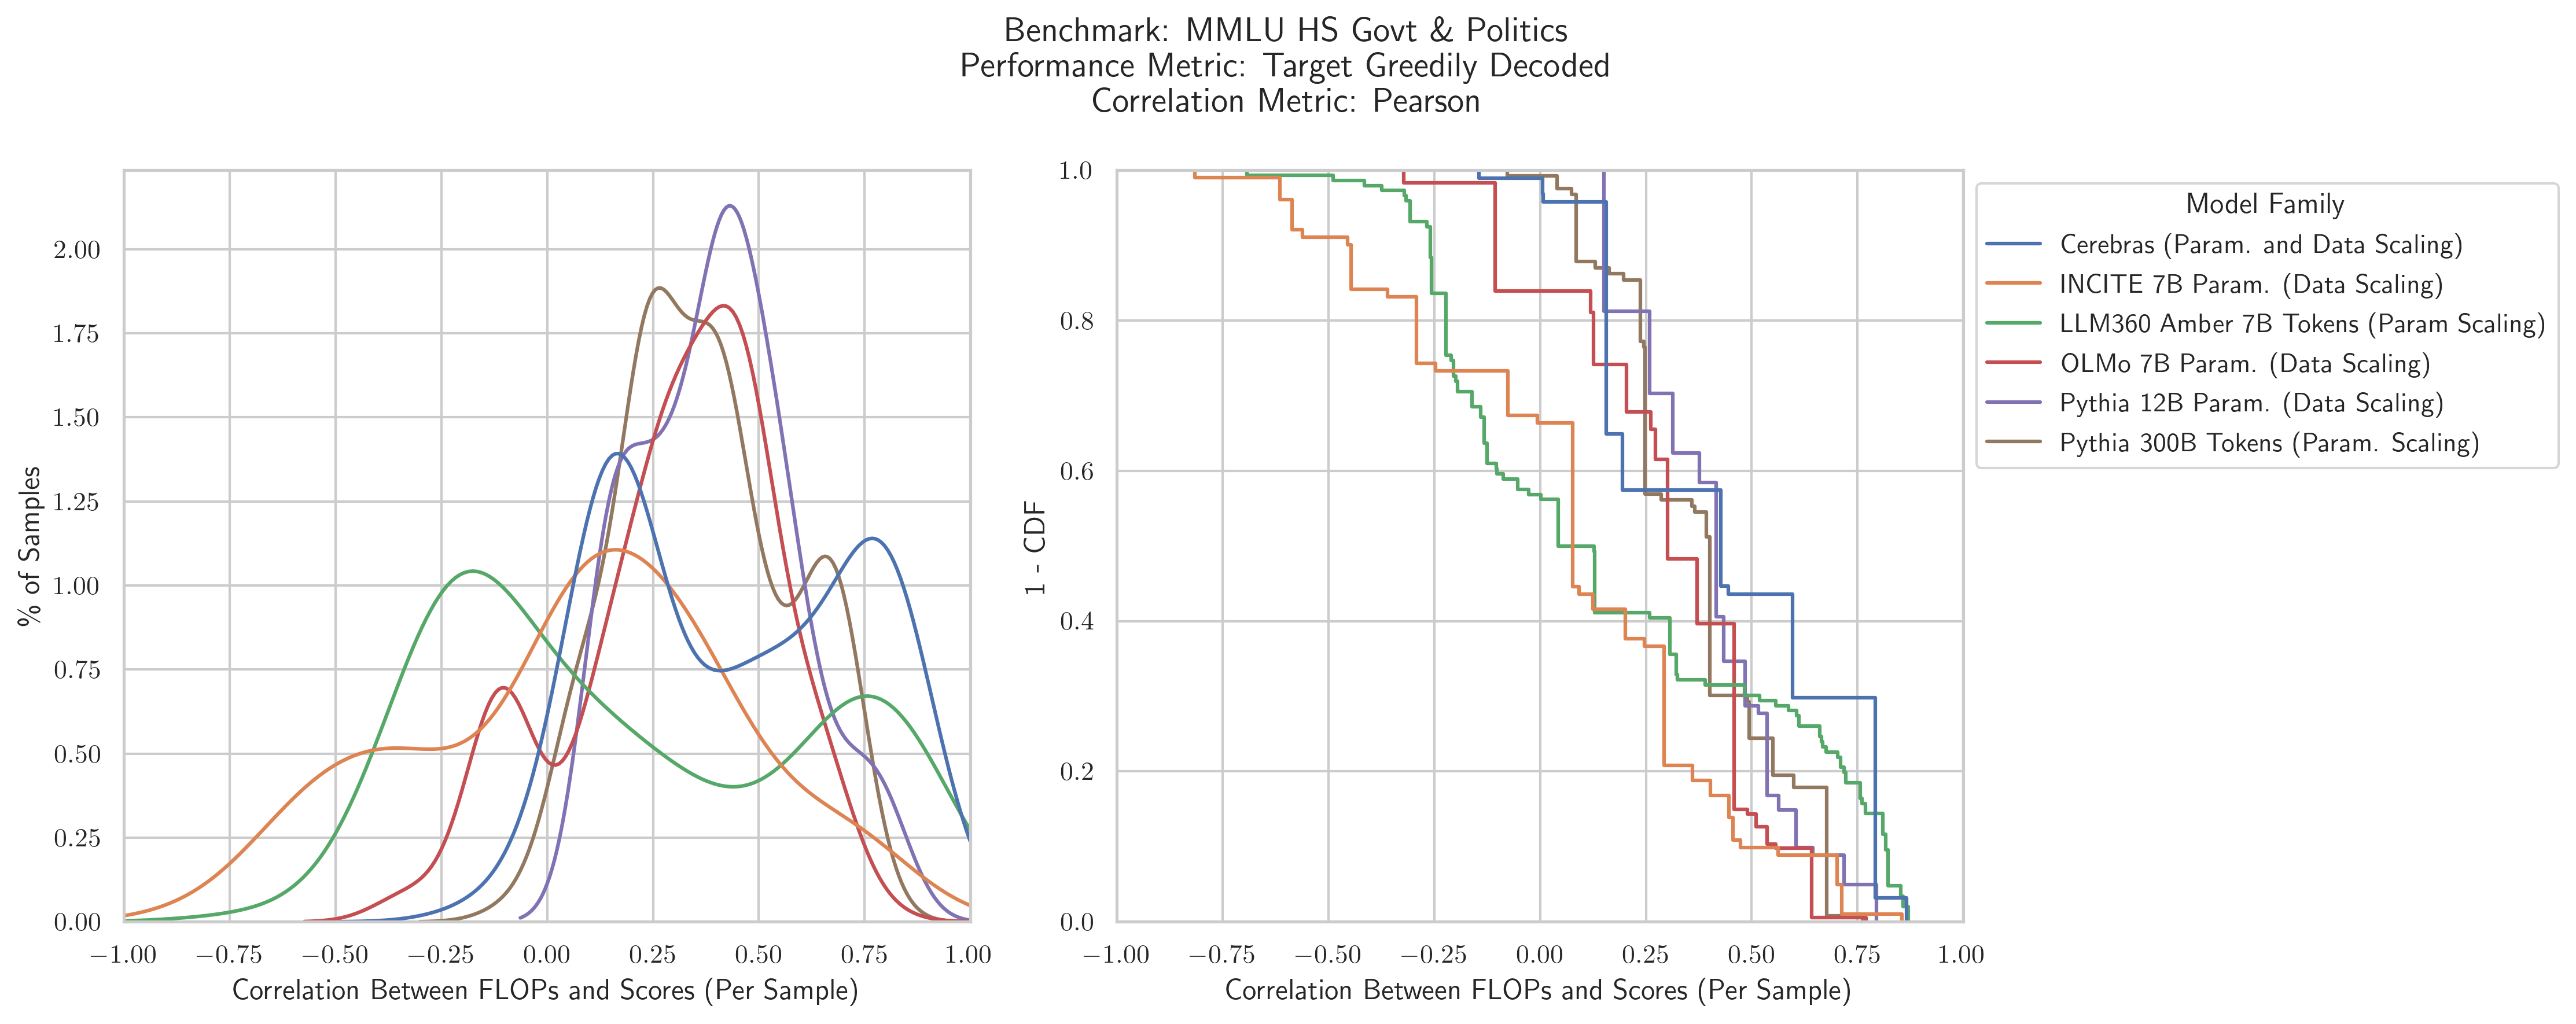 Benchmark: MMLU HS Govt & Politics
Performance Metric: Target Greedily Decoded
Correlation Metric: Pearson
% of Samples
2.00
1.75
1.50
1.25
1.00
0.75
0.50
0.25
0.00
−1.00 −0.75 −0.50 −0.25 0.00 0.25 0.50 0.75 1.00
Correlation Between FLOPs and Scores (Per Sample)
1 - CDF
1.0
0.8
0.6
0.4
0.2
0.0
−1.00 −0.75 −0.50 −0.25 0.00 0.25 0.50 0.75 1.00
Correlation Between FLOPs and Scores (Per Sample)
Model Family
Cerebras (Param. and Data Scaling)
INCITE 7B Param. (Data Scaling)
LLM360 Amber 7B Tokens (Param Scaling)
OLMo 7B Param. (Data Scaling)
Pythia 12B Param. (Data Scaling)
Pythia 300B Tokens (Param. Scaling)